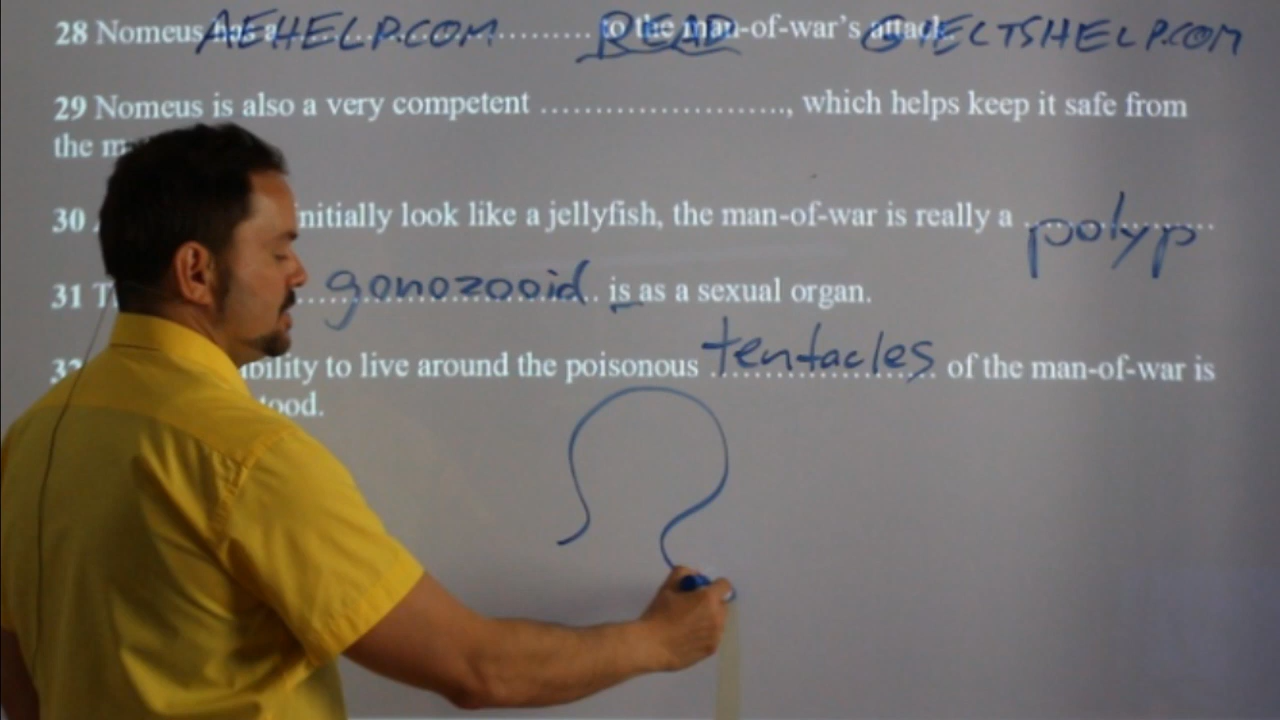 28 Nomeus has a AEHELP.COM to the man-of-war's attack. READ @ IELTSHELP.COM
29 Nomeus is also a very competent ...................., which helps keep it safe from
the
30 initially look like a jellyfish, the man-of-war is really a polyp
31 gonozooid is as a sexual organ.
ability to live around the poisonous tentacles of the man-of-war is